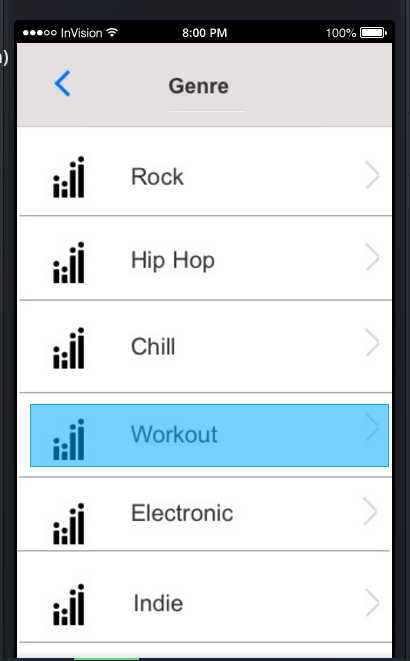 )
InVision 8:00 PM 100%
Genre
Rock
Hip Hop
Chill
Workout
Electronic
Indie